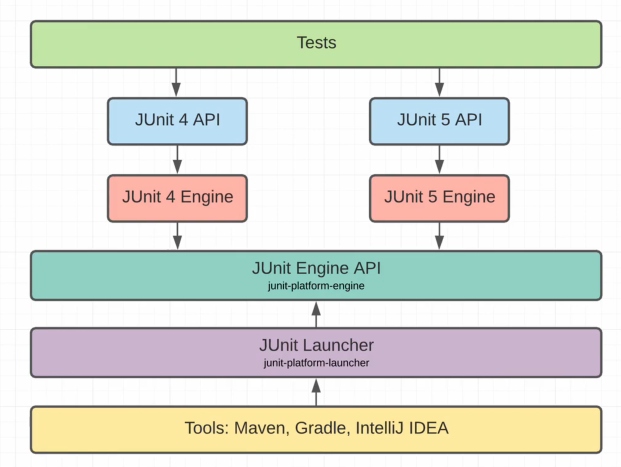 Tests
JUnit 4 API
JUnit 5 API
JUnit 4 Engine
JUnit 5 Engine
JUnit Engine API
junit-platform-engine
JUnit Launcher
junit-platform-launcher
Tools: Maven, Gradle, IntelliJ IDEA